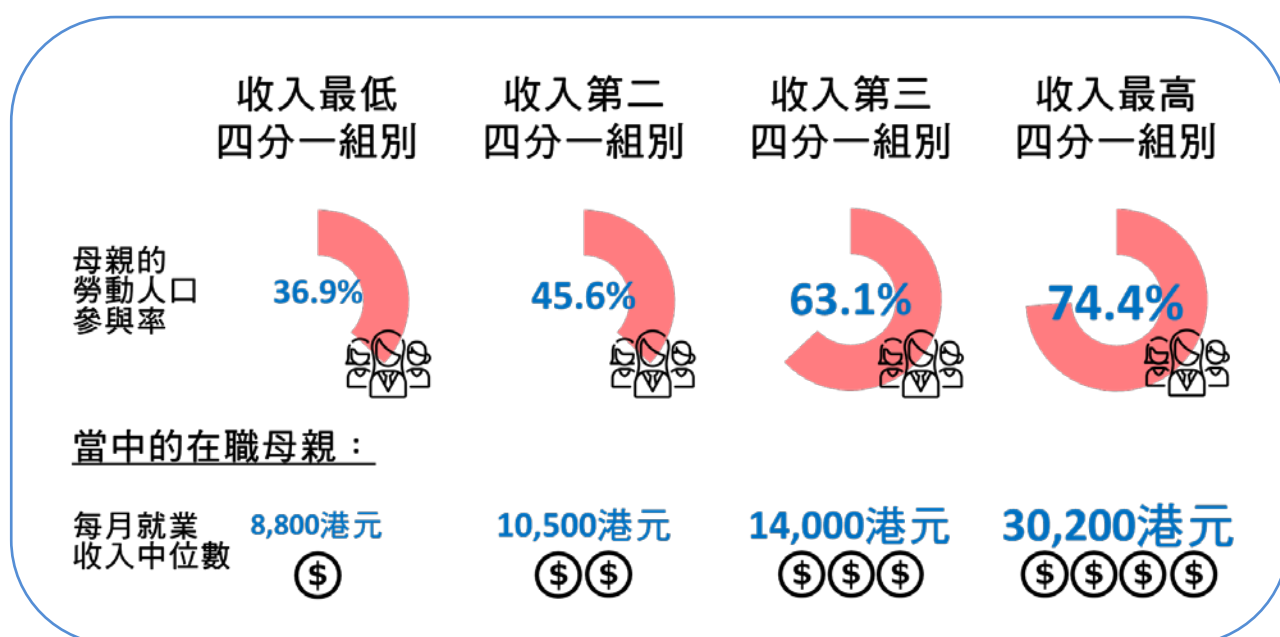 收入最低
四分一組別
收入第二
四分一組別
收入第三
四分一組別
收入最高
四分一組別
母親的
勞動人口
參與率
36.9%
45.6%
63.1%
74.4%
當中的在職母親：
每月就業
收入中位數
8,800港元
10,500港元
14,000港元
30,200港元
$
$ $
$ $ $
$ $ $ $